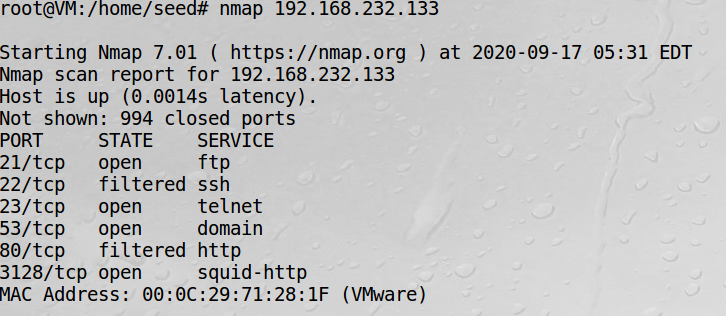 root@VM:/home/seed# nmap 192.168.232.133
Starting Nmap 7.01 ( https://nmap.org ) at 2020-09-17 05:31 EDT
Nmap scan report for 192.168.232.133
Host is up (0.0014s latency).
Not shown: 994 closed ports
PORT     STATE    SERVICE
21/tcp   open     ftp
22/tcp   filtered ssh
23/tcp   open     telnet
53/tcp   open     domain
80/tcp   filtered http
3128/tcp open     squid-http
MAC Address: 00:0C:29:71:28:1F (VMware)